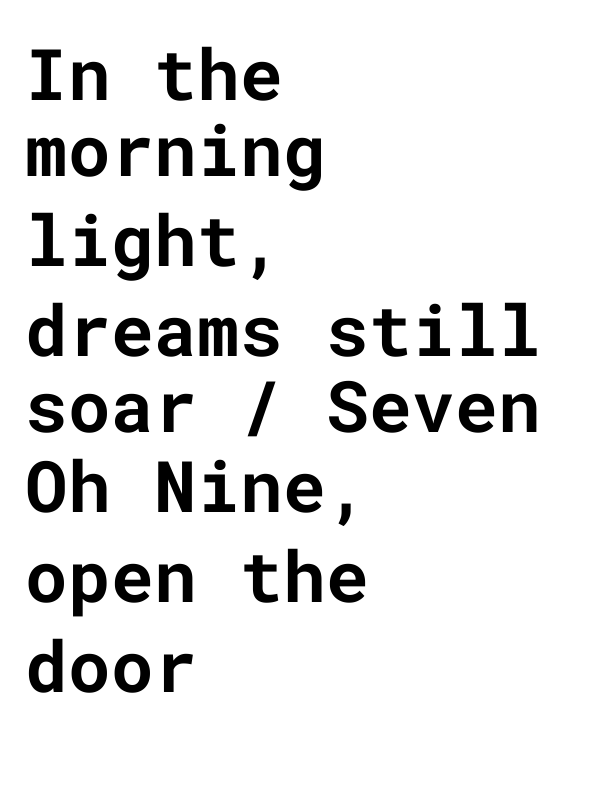 In the
morning
light,
dreams still
soar / Seven
Oh Nine,
open the
door